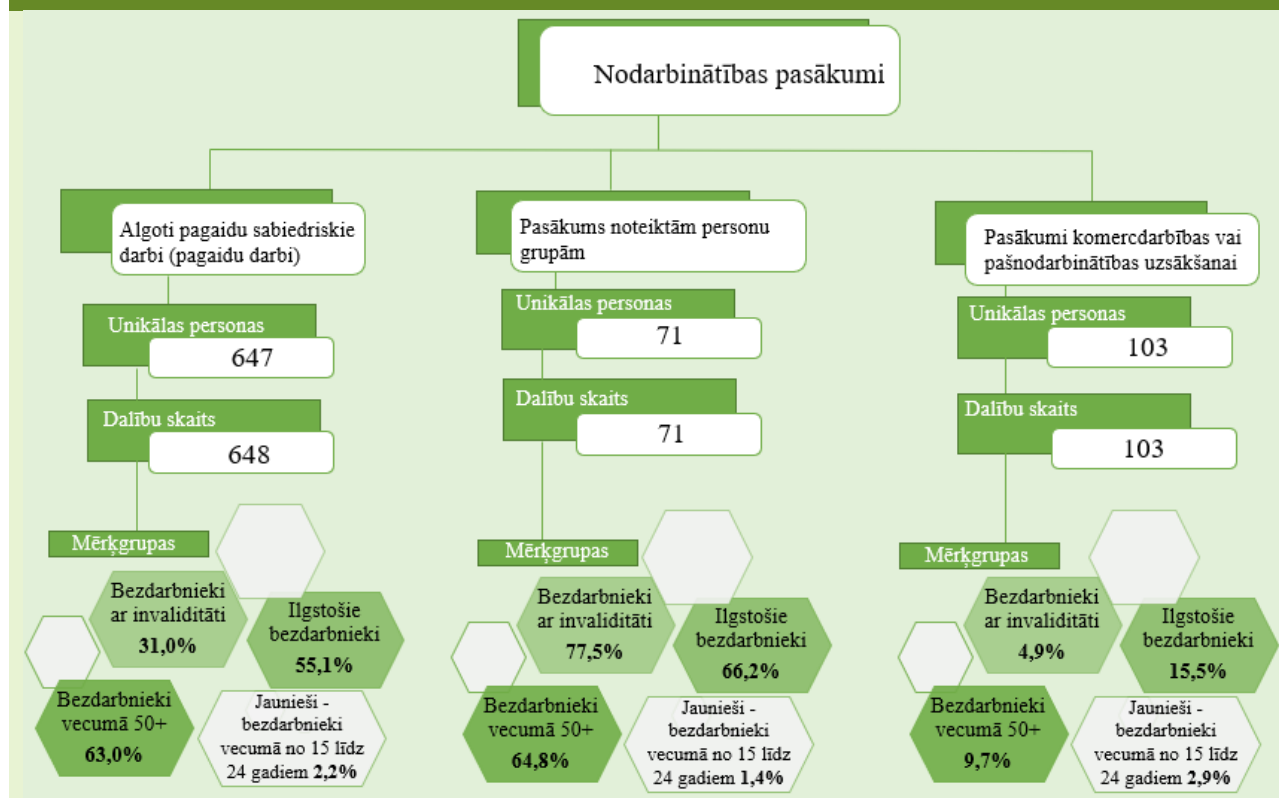 Nodarbinātības pasākumi
Algoti pagaidu sabiedriskie
darbi (pagaidu darbi)
Unikālas personas
647
Dalību skaits
648
Mērķgrupas
Bezdarbnieki
ar invaliditāti
31,0%
Ilgstošie
bezdarbnieki
55,1%
Bezdarbnieki
vecumā 50+
63,0%
Jaunieši -
bezdarbnieki
vecumā no 15 līdz
24 gadiem 2,2%
Pasākums noteiktām personu
grupām
Unikālas personas
71
Dalību skaits
71
Mērķgrupas
Bezdarbnieki
ar invaliditāti
77,5%
Ilgstošie
bezdarbnieki
66,2%
Bezdarbnieki
vecumā 50+
64,8%
Jaunieši -
bezdarbnieki
vecumā no 15 līdz
24 gadiem 1,4%
Pasākumi komercdarbības vai
pašnodarbinātības uzsākšanai
Unikālas personas
103
Dalību skaits
103
Mērķgrupas
Bezdarbnieki
ar invaliditāti
4,9%
Ilgstošie
bezdarbnieki
15,5%
Bezdarbnieki
vecumā 50+
9,7%
Jaunieši -
bezdarbnieki
vecumā no 15 līdz
24 gadiem 2,9%